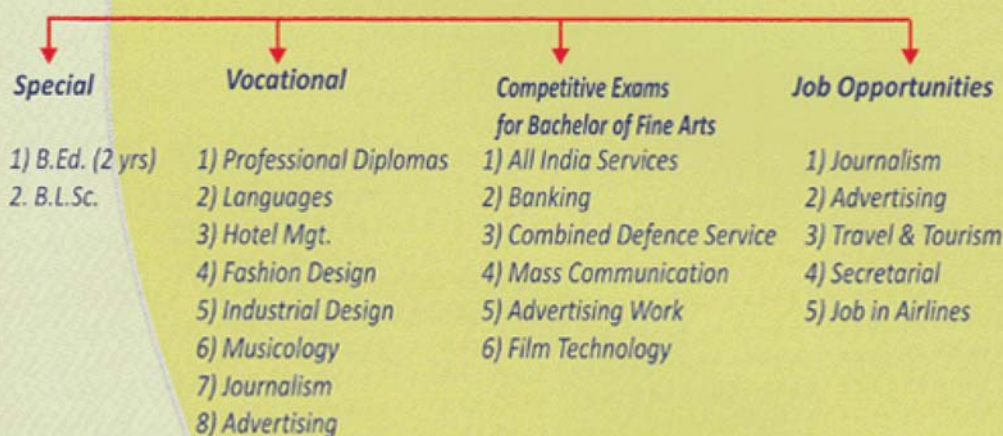 Special
1) B.Ed. (2 yrs)
2. B.L.Sc.
Vocational
1) Professional Diplomas
2) Languages
3) Hotel Mgt.
4) Fashion Design
5) Industrial Design
6) Musicology
7) Journalism
8) Advertising
Competitive Exams
for Bachelor of Fine Arts
1) All India Services
2) Banking
3) Combined Defence Service
4) Mass Communication
5) Advertising Work
6) Film Technology
Job Opportunities
1) Journalism
2) Advertising
3) Travel & Tourism
4) Secretarial
5) Job in Airlines